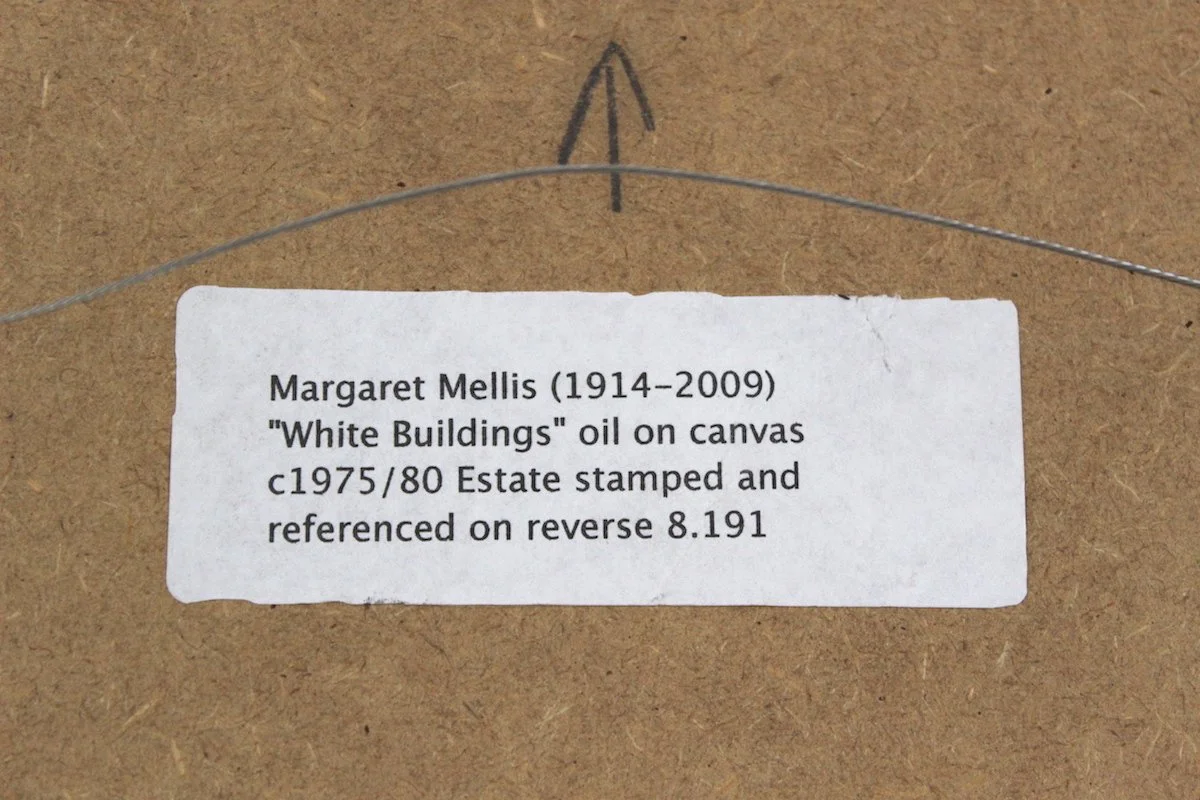 Margaret Mellis (1914-2009)
"White Buildings" oil on canvas
c1975/80 Estate stamped and
referenced on reverse 8.191